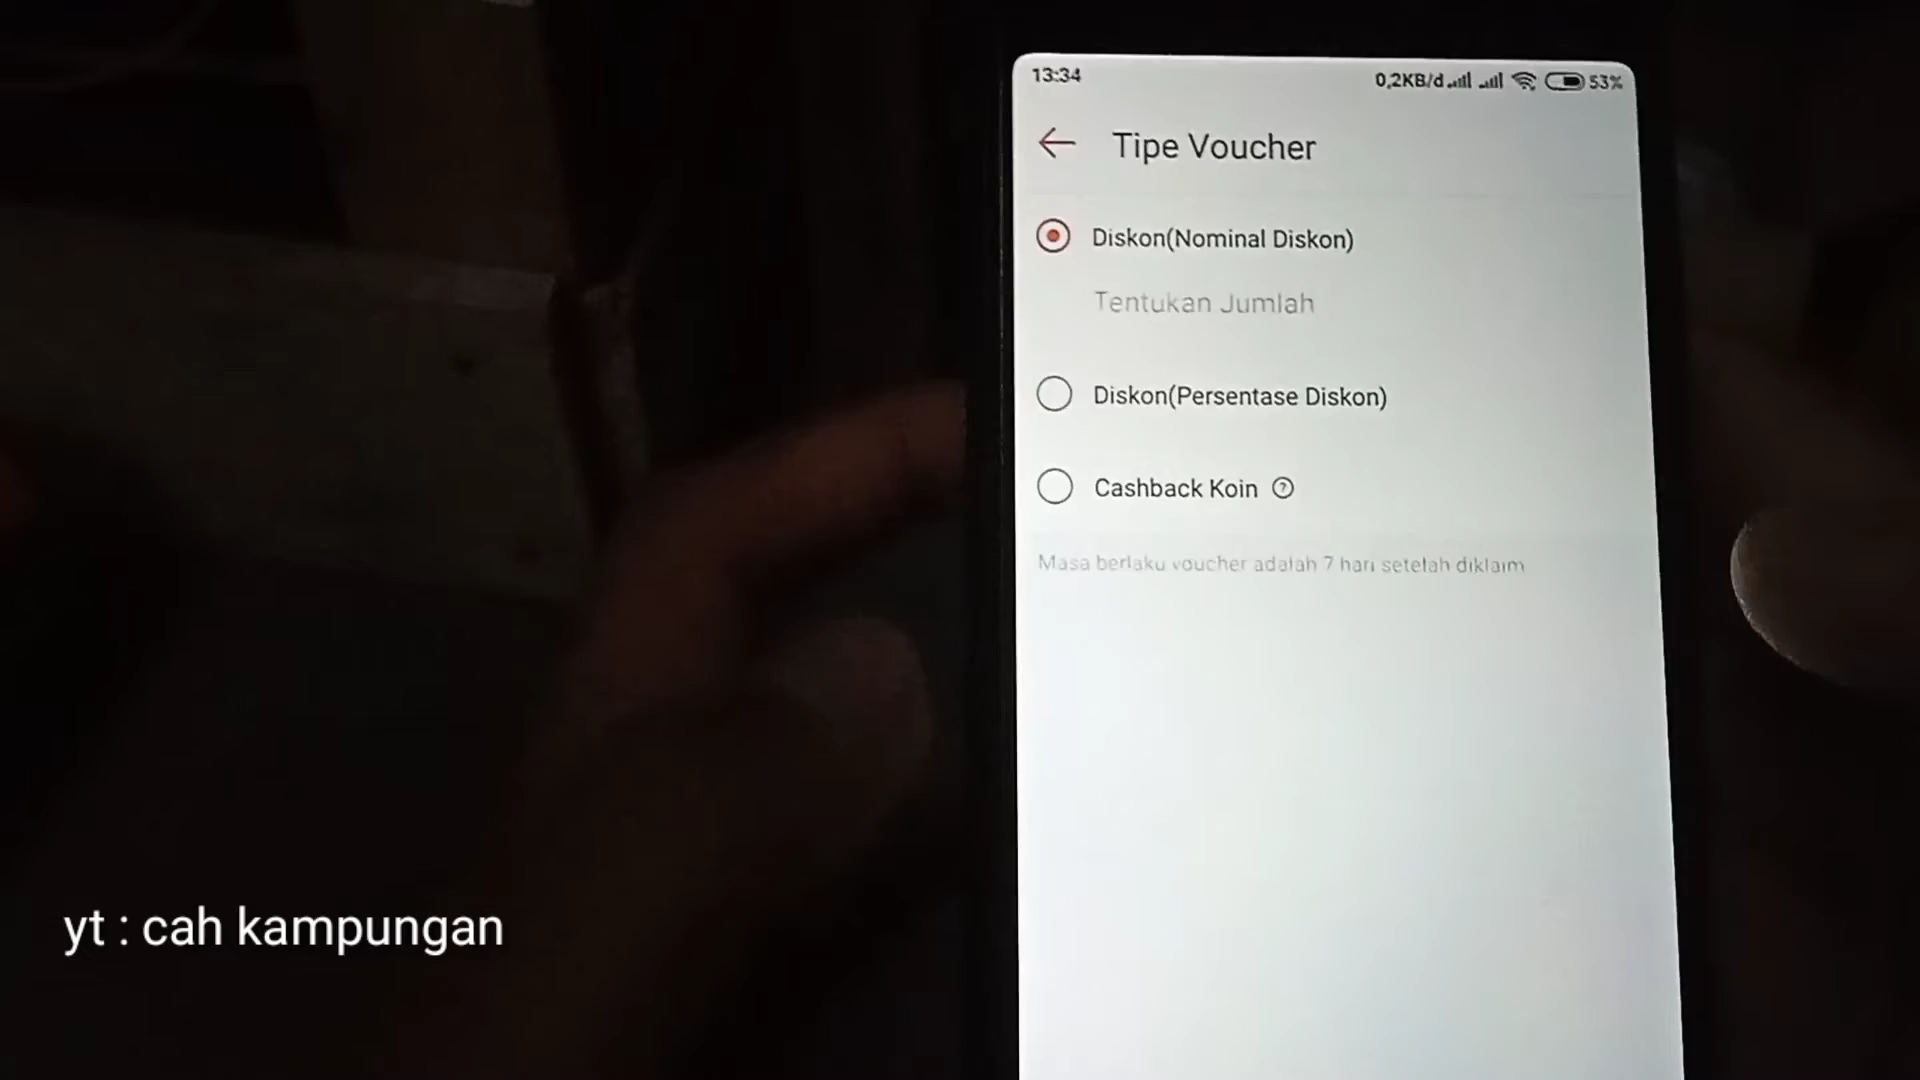 13:34
0,2KB/d
53%
Tipe Voucher
Diskon(Nominal Diskon)
Tentukan Jumlah
Diskon(Persentase Diskon)
Cashback Koin ?
Masa berlaku voucher adalah 7 hari setelah diklaim
yt : cah kampungan